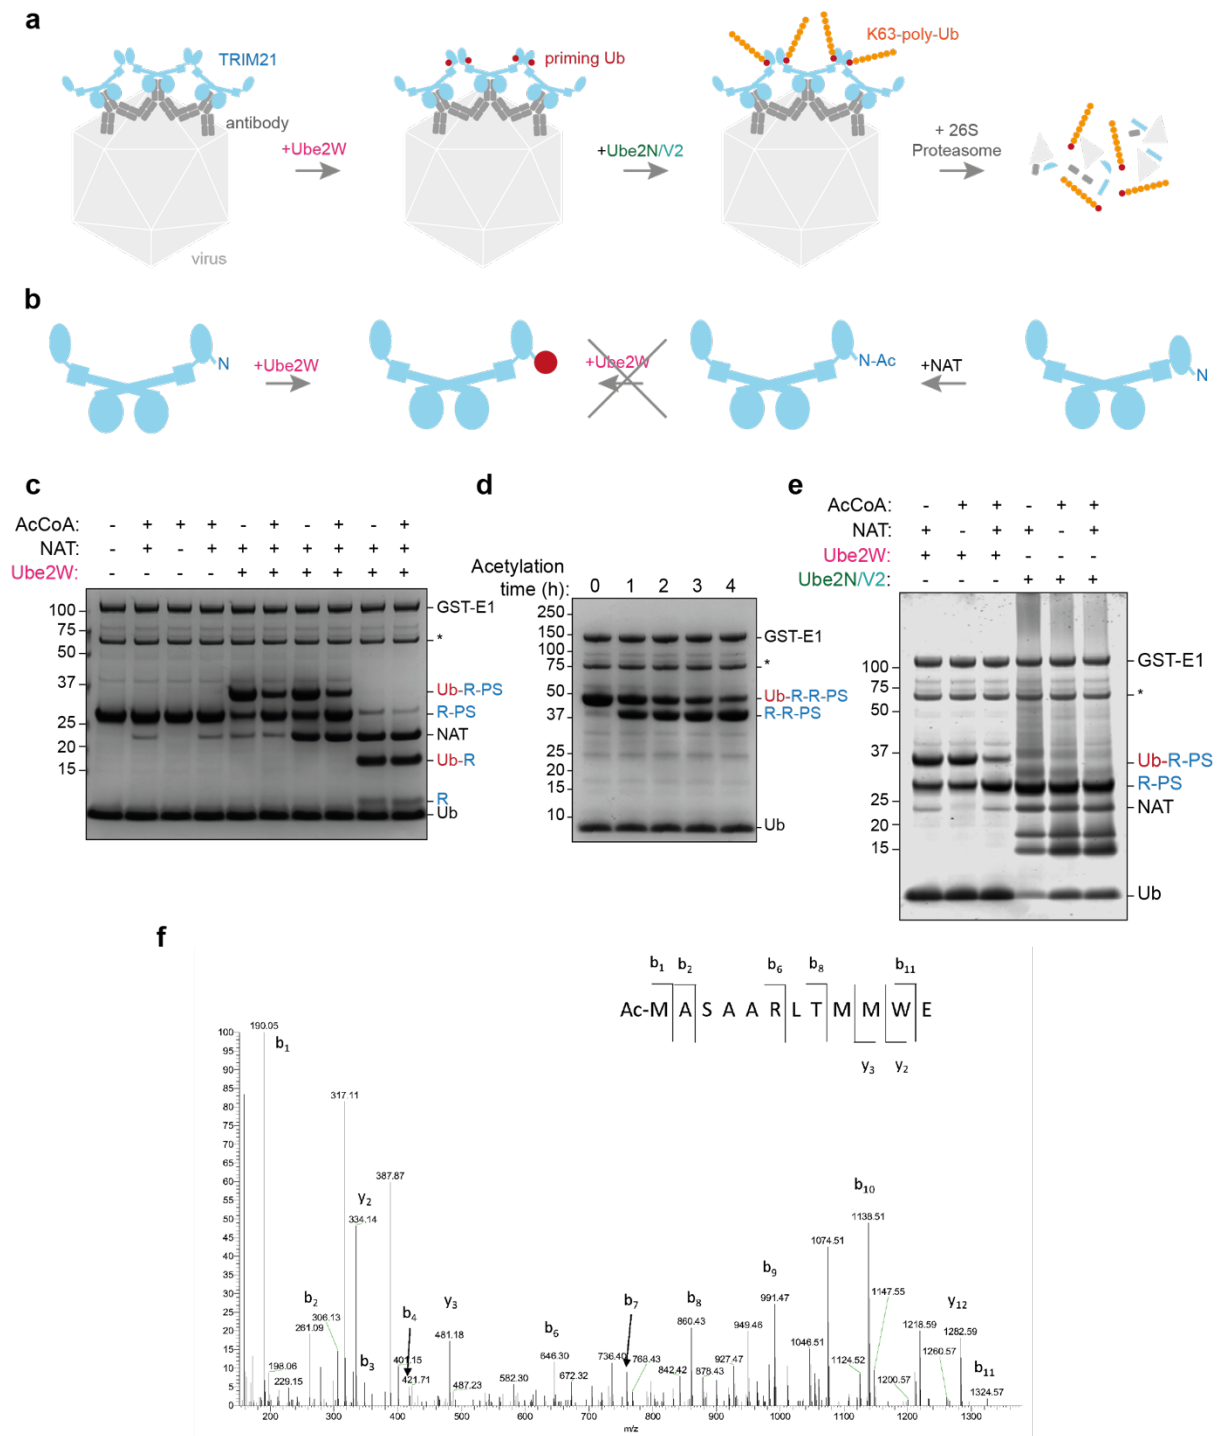 a
TRIM21
antibody
virus
+Ube2W
priming Ub
+Ube2N/V2
K63-poly-Ub
+ 26S
Proteasome
b
N
+Ube2W
+Ube2W
N-Ac
+NAT
N
c
AcCoA: - + + + - + - + - +
NAT: - + - + + + + + + +
Ube2W: - - - - + + + + + +
100
75
50
37
25
20
15
GST-E1
*
Ub-R-PS
R-PS
NAT
Ub-R
R
Ub
d
Acetylation
time (h): 0 1 2 3 4
250
150
100
75
50
37
25
20
15
10
GST-E1
*
Ub-R-R-PS
R-R-PS
Ub
e
AcCoA: - + + - + +
NAT: + - + + - +
Ube2W: + + + - - -
Ube2N/V2: - - - + + +
100
75
50
37
25
20
15
GST-E1
*
Ub-R-PS
R-PS
NAT
Ub
f
b1 b2 b6 b8 b11
Ac-M A S A A R L T M M W E
y3 y2
100
95
90
85
80
75
70
65
60
55
50
45
40
35
30
25
20
15
10
5
0
190.05
b1
317.11
387.87
y2
334.14
b2
306.13
261.09
198.06
229.15
b3
b4
401.15
421.71
y3
481.18
487.23
582.30
b6
646.30
672.32
b7
736.40
768.43
b8
860.43
842.42
878.43
927.47
949.46
b9
991.47
1046.51
1074.51
b10
1138.51
1147.55
1124.52
1200.57
1218.59
1260.57
y12
1282.59
b11
1324.57
200 300 400 500 600 700 800 900 1000 1100 1200 1300
m/z